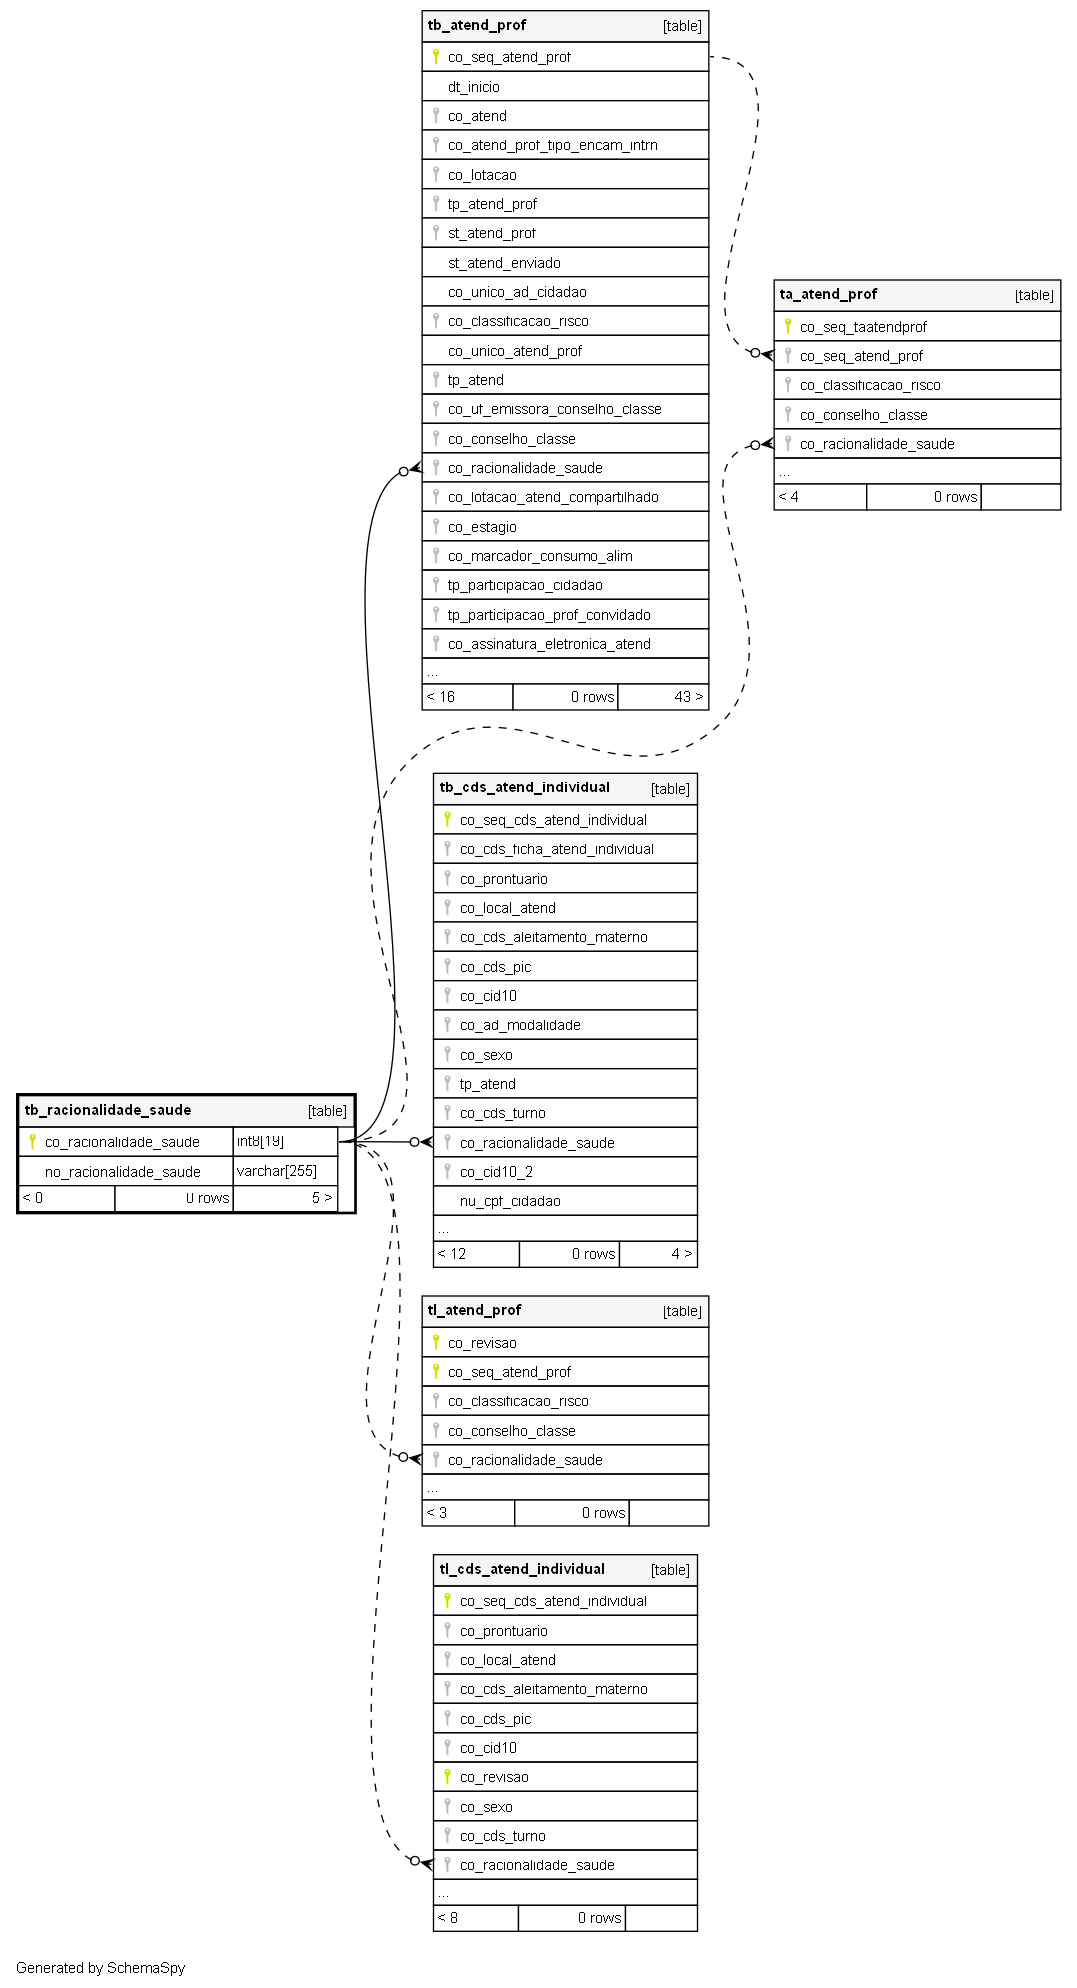 tb_atend_prof [table]
co_seq_atend_prof
dt_inicio
co_atend
co_atend_prof_tipo_encam_intrn
co_lotacao
tp_atend_prof
st_atend_prof
st_atend_enviado
co_unico_ad_cidadao
co_classificacao_risco
co_unico_atend_prof
tp_atend
co_uf_emissora_conselho_classe
co_conselho_classe
co_racionalidade_saude
co_lotacao_atend_compartilhado
co_estagio
co_marcador_consumo_alim
tp_participacao_cidadao
tp_participacao_prof_convidado
co_assinatura_eletronica_atend
...
< 16 0 rows 43 >
ta_atend_prof [table]
co_seq_taatendprof
co_seq_atend_prof
co_classificacao_risco
co_conselho_classe
co_racionalidade_saude
...
< 4 0 rows
tb_cds_atend_individual [table]
co_seq_cds_atend_individual
co_cds_ficha_atend_individual
co_prontuario
co_local_atend
co_cds_aleitamento_materno
co_cds_pic
co_cid10
co_ad_modalidade
co_sexo
tp_atend
co_cds_turno
co_racionalidade_saude
co_cid10_2
nu_cpf_cidadao
...
< 12 0 rows 4 >
tb_racionalidade_saude [table]
co_racionalidade_saude int8[19]
no_racionalidade_saude varchar[255]
< 0 0 rows 5 >
tl_atend_prof [table]
co_revisao
co_seq_atend_prof
co_classificacao_risco
co_conselho_classe
co_racionalidade_saude
...
< 3 0 rows
tl_cds_atend_individual [table]
co_seq_cds_atend_individual
co_prontuario
co_local_atend
co_cds_aleitamento_materno
co_cds_pic
co_cid10
co_revisao
co_sexo
co_cds_turno
co_racionalidade_saude
...
< 8 0 rows
Generated by SchemaSpy